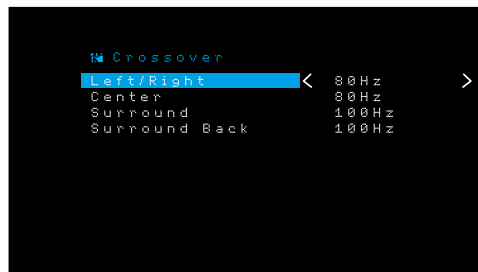 Crossover
Left/Right < 80Hz >
Center 80Hz
Surround 100Hz
Surround Back 100Hz